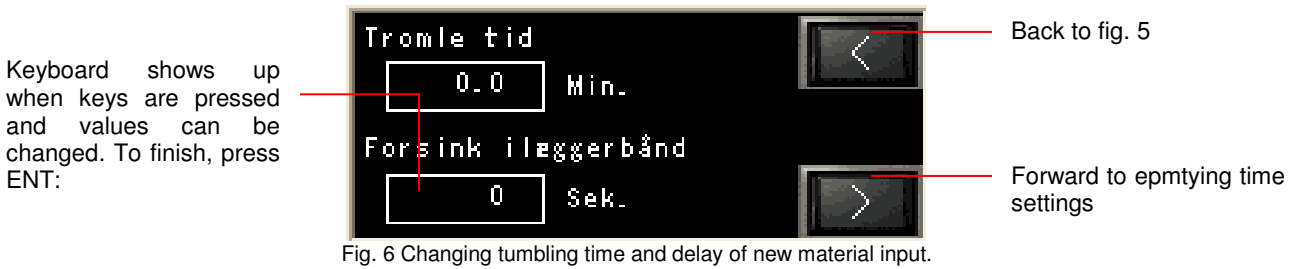 Keyboard shows up
when keys are pressed
and values can be
changed. To finish, press
ENT:
Tromle tid
0.0 Min.
Forsink ilæggerbånd
0 Sek.
<
>
Back to fig. 5
Forward to epmtying time
settings
Fig. 6 Changing tumbling time and delay of new material input.